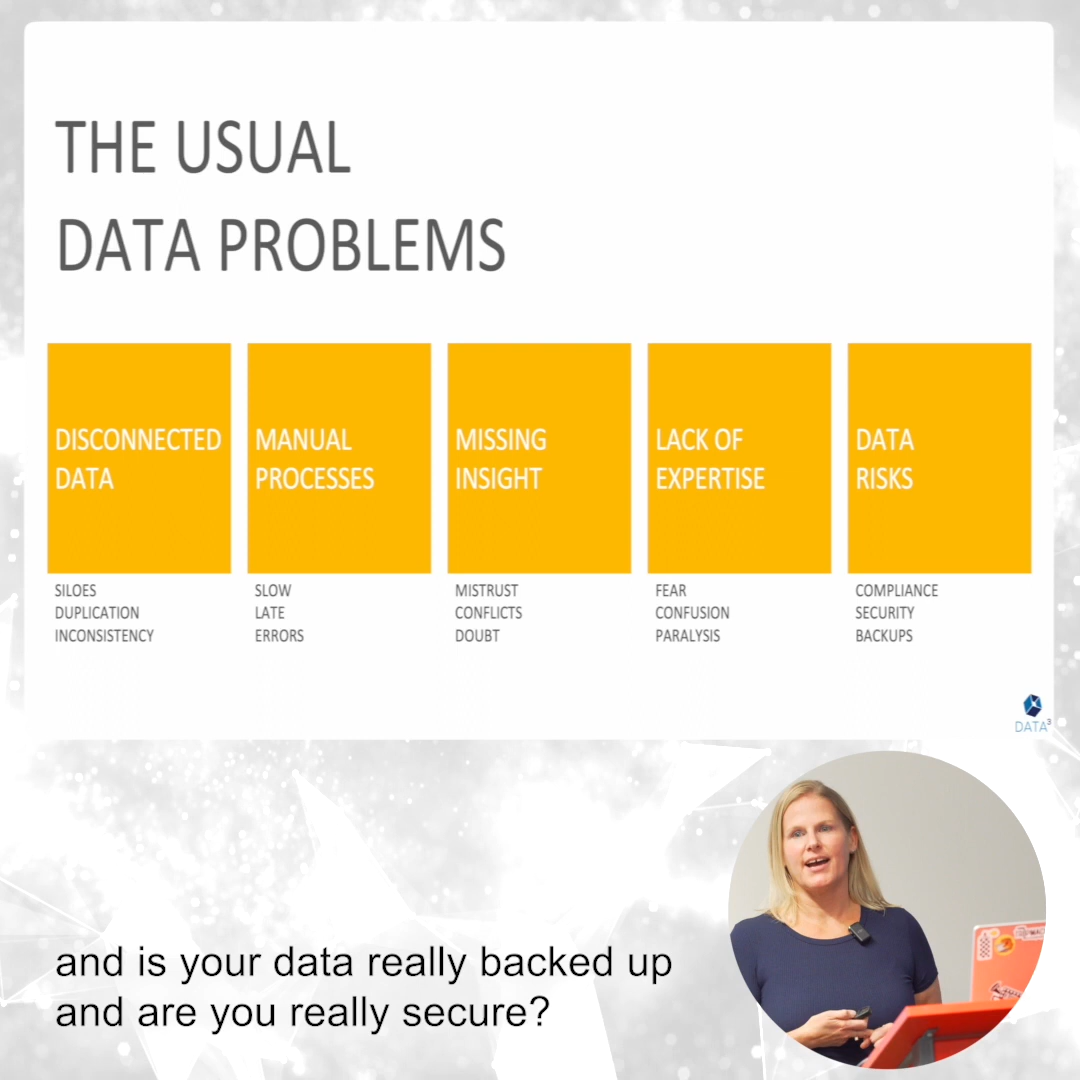 THE USUAL
DATA PROBLEMS
DISCONNECTED
DATA
SILOES
DUPLICATION
INCONSISTENCY
MANUAL
PROCESSES
SLOW
LATE
ERRORS
MISSING
INSIGHT
MISTRUST
CONFLICTS
DOUBT
LACK OF
EXPERTISE
FEAR
CONFUSION
PARALYSIS
DATA
RISKS
COMPLIANCE
SECURITY
BACKUPS
DATA³
and is your data really backed up
and are you really secure?